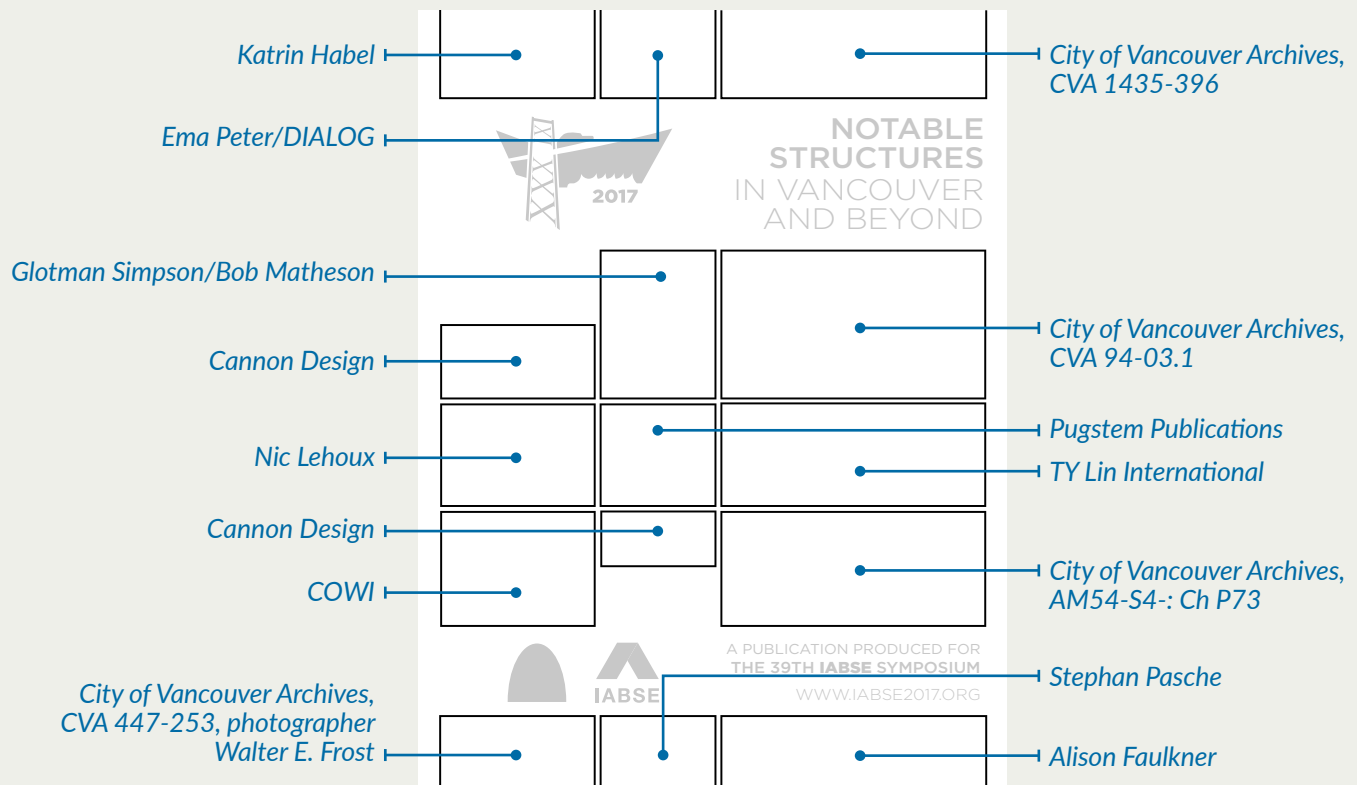 Katrin Habel
Ema Peter/DIALOG
City of Vancouver Archives,
CVA 1435-396
2017
NOTABLE
STRUCTURES
IN VANCOUVER
AND BEYOND
Glotman Simpson/Bob Matheson
Cannon Design
Nic Lehoux
Cannon Design
COWI
City of Vancouver Archives,
CVA 94-03.1
Pugstem Publications
TY Lin International
City of Vancouver Archives,
AM54-S4-: Ch P73
IABSE
A PUBLICATION PRODUCED FOR
THE 39TH IABSE SYMPOSIUM
WWW.IABSE2017.ORG
City of Vancouver Archives,
CVA 447-253, photographer
Walter E. Frost
Stephan Pasche
Alison Faulkner